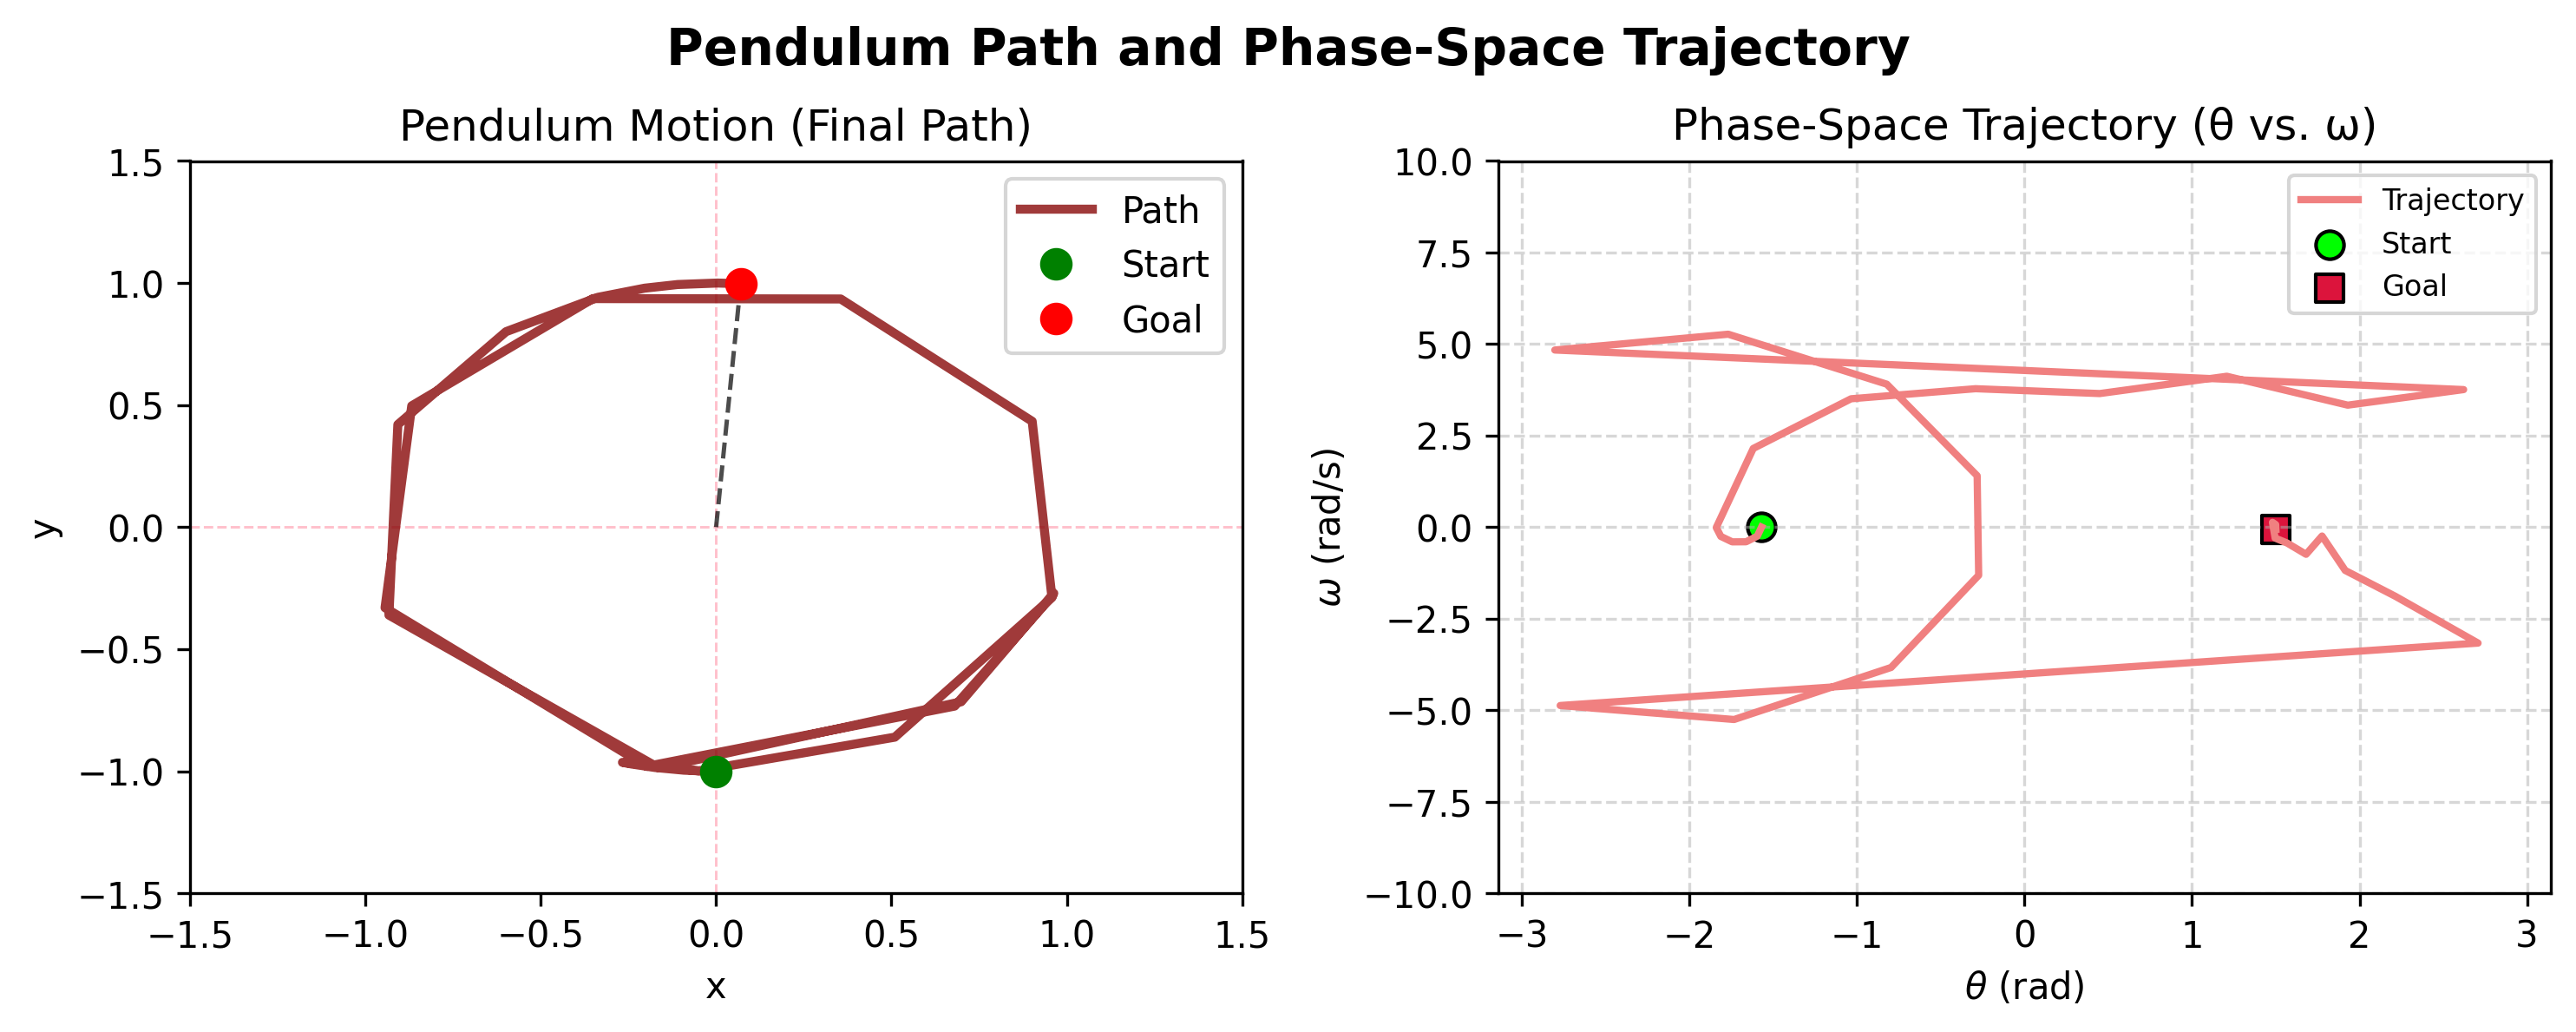 Pendulum Path and Phase-Space Trajectory
Pendulum Motion (Final Path)
1.5
1.0
0.5
0.0
−0.5
−1.0
−1.5
y
−1.5
−1.0
−0.5
0.0
0.5
1.0
1.5
x
Path
Start
Goal
Phase-Space Trajectory (θ vs. ω)
10.0
7.5
5.0
2.5
0.0
−2.5
−5.0
−7.5
−10.0
ω (rad/s)
−3
−2
−1
0
1
2
3
θ (rad)
Trajectory
Start
Goal